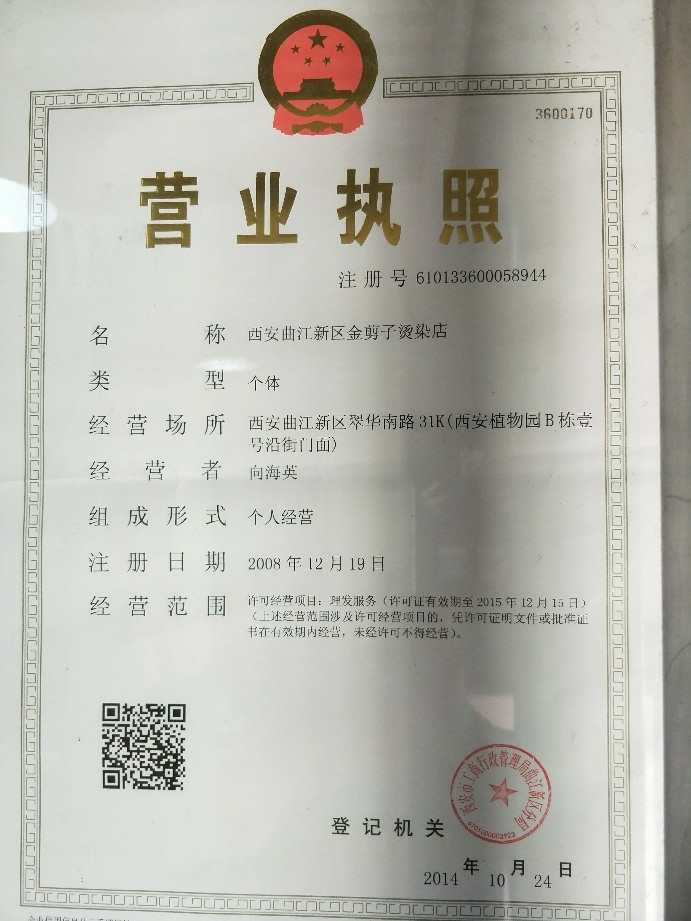 3600170
营业执照
注册号 610133600058944
名称 西安曲江新区金剪子烫染店
类型 个体
经营场所 西安曲江新区翠华南路31K(西安植物园B栋壹
号沿街门面)
经营者 向海英
组成形式 个人经营
注册日期 2008年12月19日
经营范围 许可经营项目：理发服务（许可证有效期至2015年12月15日）
（上述经营范围涉及许可经营项目的，凭许可证明文件或批准证
书在有效期内经营，未经许可不得经营）。
西安市工商行政管理局曲江新区分局
登记机关
2014年10月24日